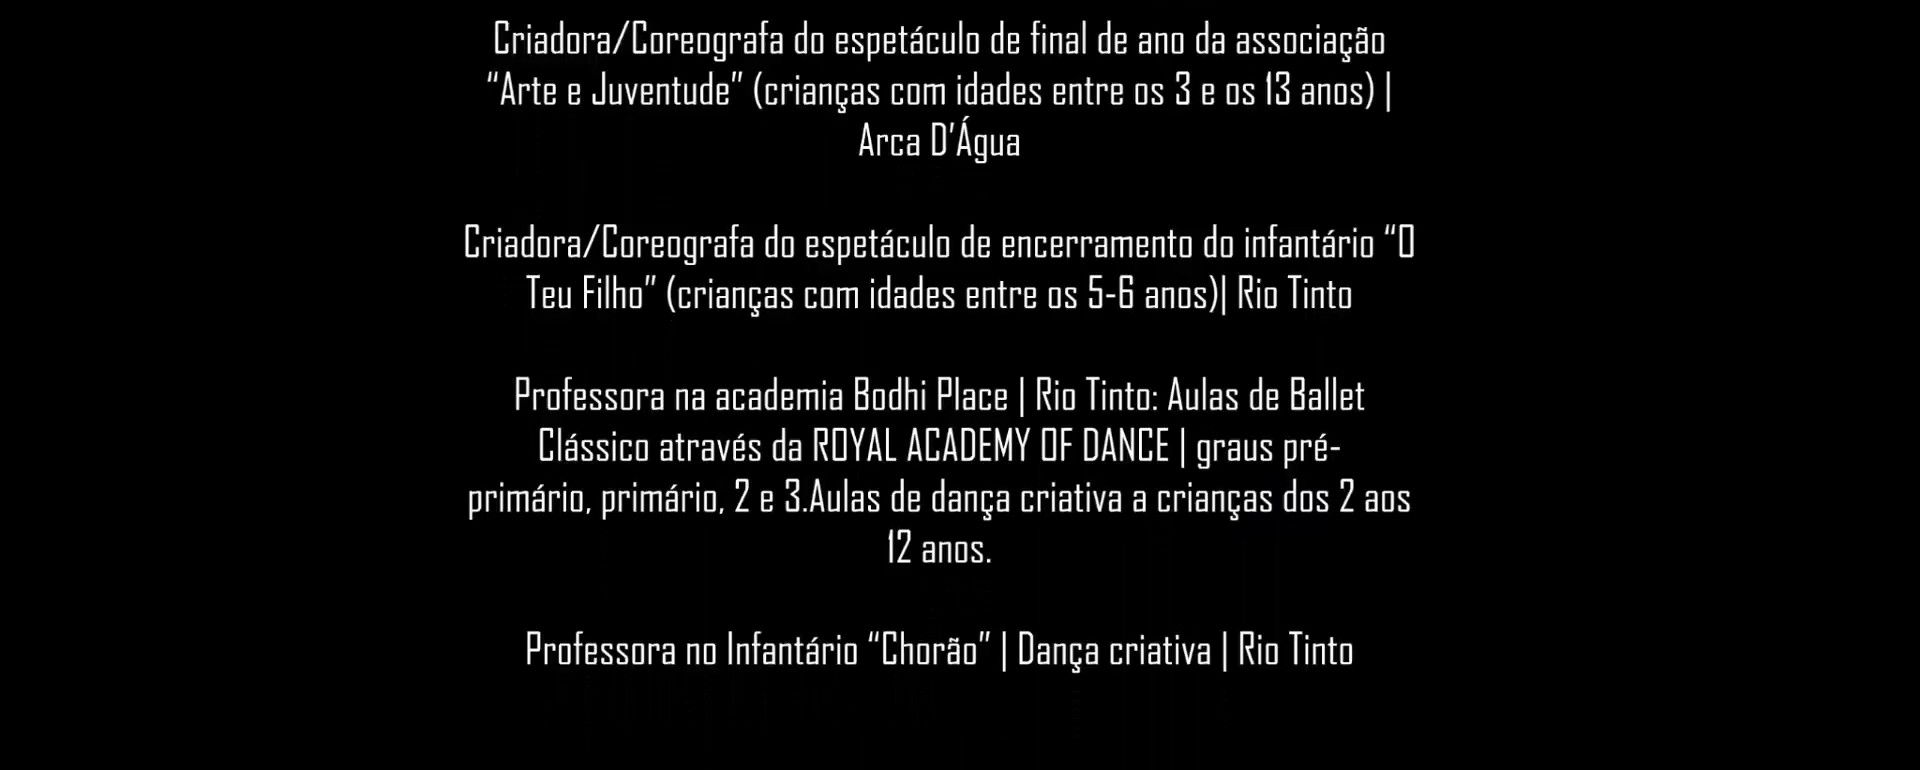 Criadora/Coreografa do espetáculo de final de ano da associação
“Arte e Juventude” (crianças com idades entre os 3 e os 13 anos) |
Arca D’Água
Criadora/Coreografa do espetáculo de encerramento do infantário “O
Teu Filho” (crianças com idades entre os 5-6 anos)| Rio Tinto
Professora na academia Bodhi Place | Rio Tinto: Aulas de Ballet
Clássico através da ROYAL ACADEMY OF DANCE | graus pré-
primário, primário, 2 e 3.Aulas de dança criativa a crianças dos 2 aos
12 anos.
Professora no Infantário “Chorão” | Dança criativa | Rio Tinto